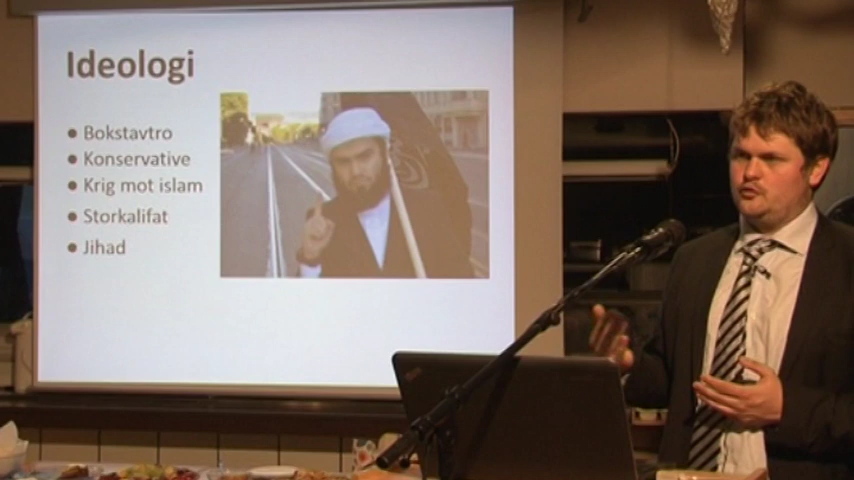 Ideologi
Bokstavtro
Konservative
Krig mot islam
Storkalifat
Jihad